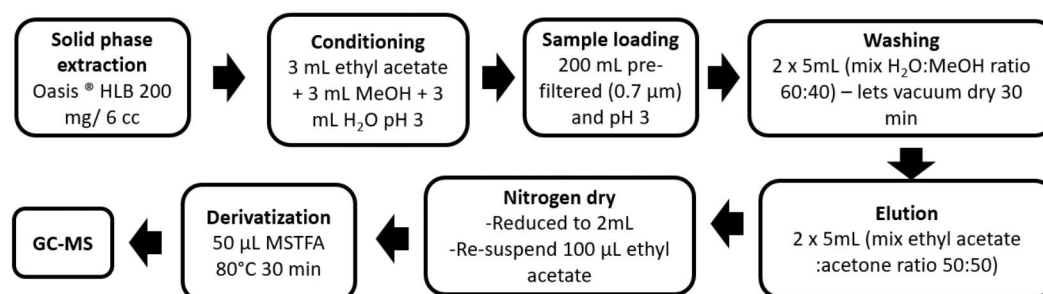 Solid phase
extraction
Oasis ® HLB 200
mg/ 6 cc
Conditioning
3 mL ethyl acetate
+ 3 mL MeOH + 3
mL H₂O pH 3
Sample loading
200 mL pre-
filtered (0.7 µm)
and pH 3
Washing
2 x 5mL (mix H₂O:MeOH ratio
60:40) – lets vacuum dry 30
min
Elution
2 x 5mL (mix ethyl acetate
:acetone ratio 50:50)
Nitrogen dry
-Reduced to 2mL
-Re-suspend 100 µL ethyl
acetate
Derivatization
50 µL MSTFA
80°C 30 min
GC-MS